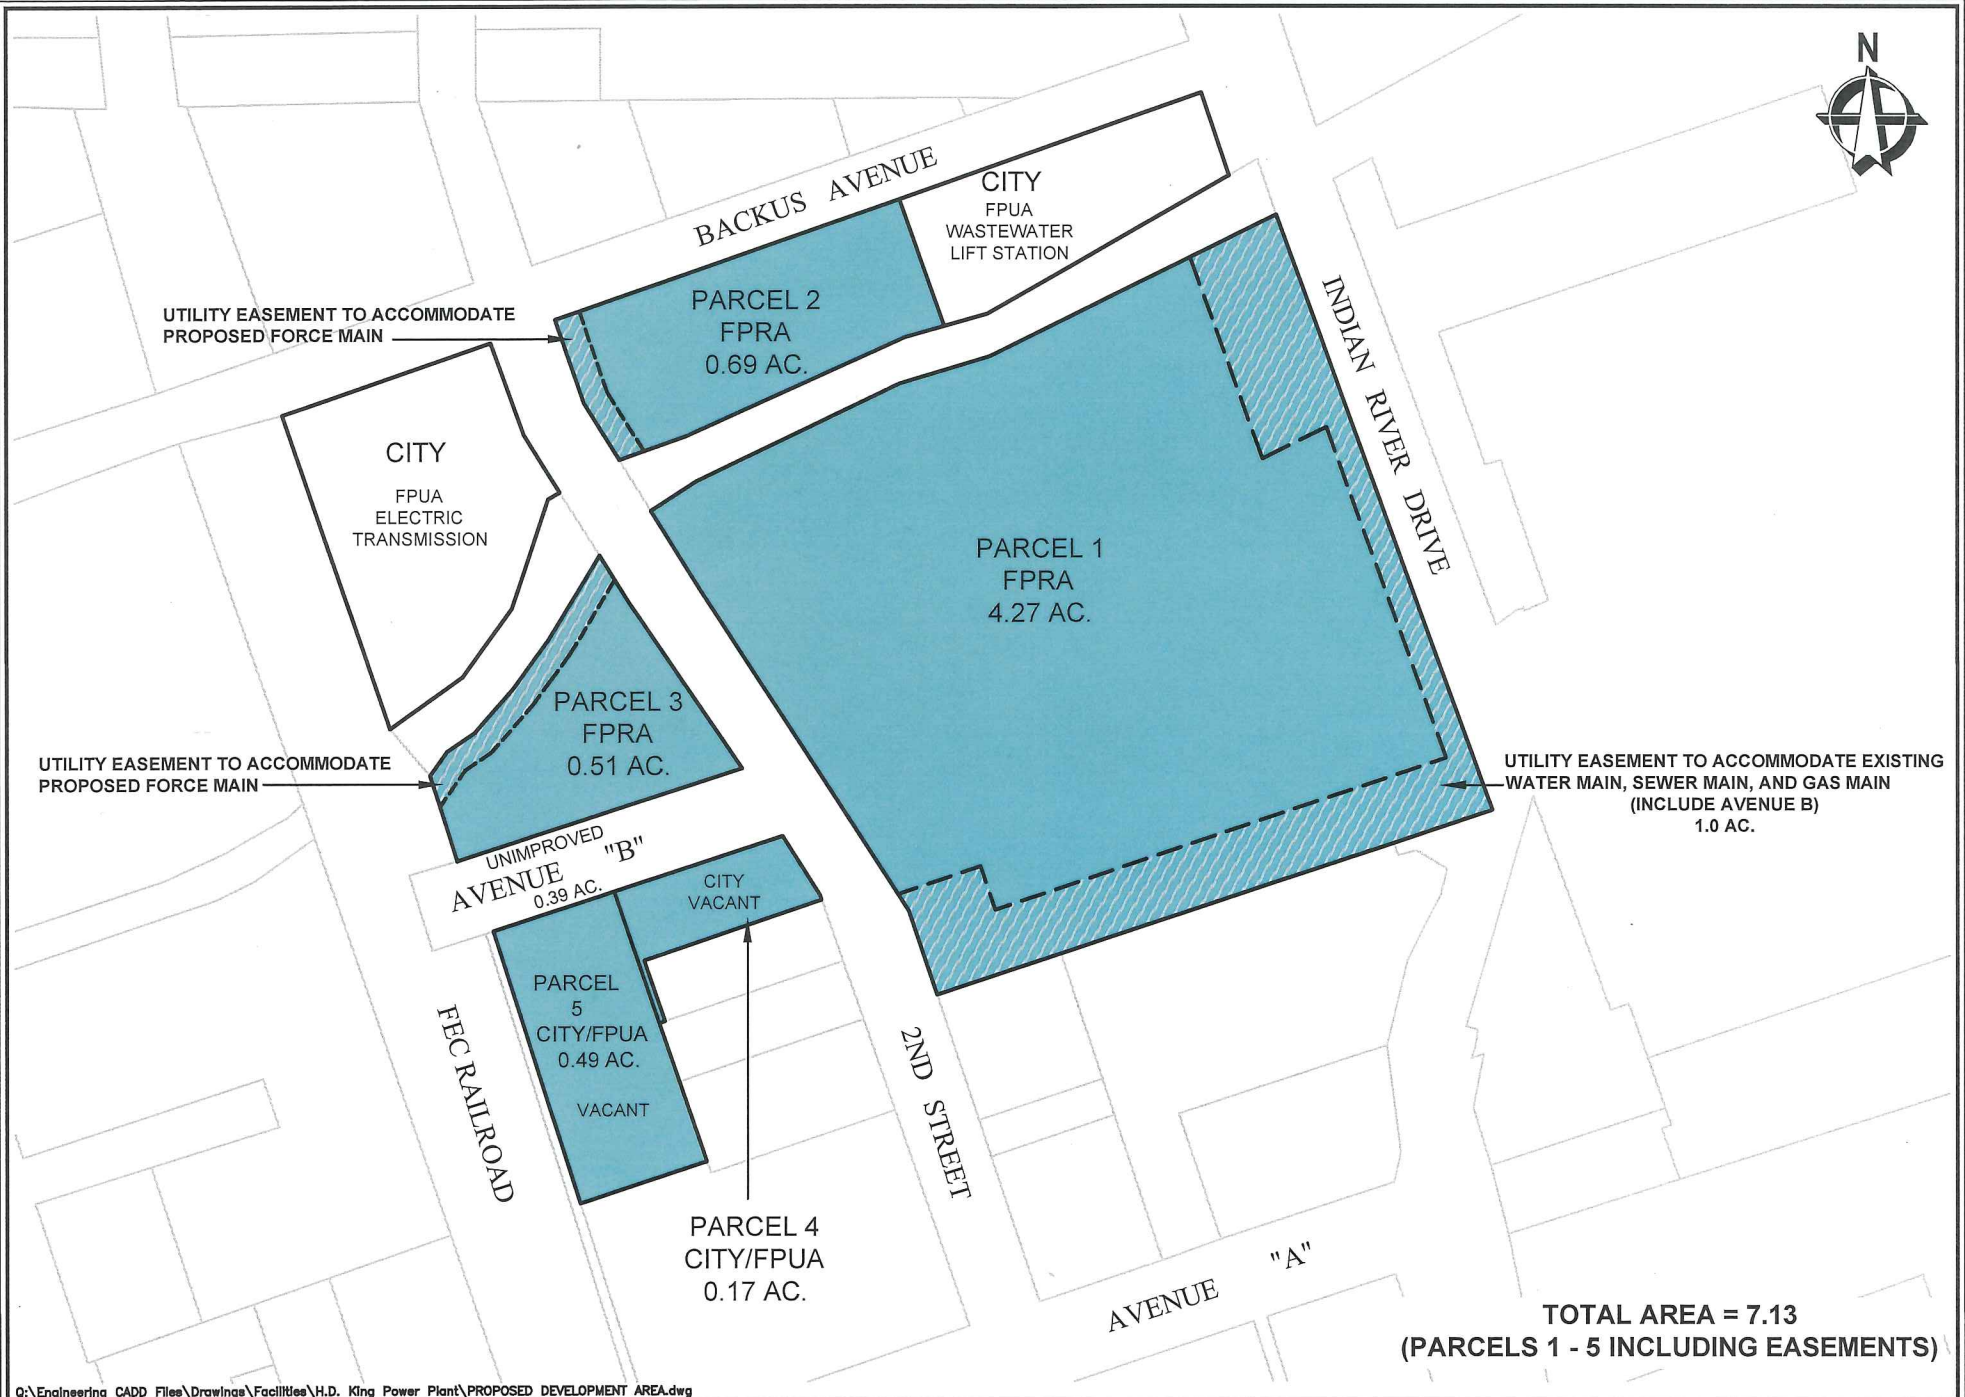 N
BACKUS AVENUE
CITY
FPUA
WASTEWATER
LIFT STATION
PARCEL 2
FPRA
0.69 AC.
UTILITY EASEMENT TO ACCOMMODATE
PROPOSED FORCE MAIN
INDIAN RIVER DRIVE
CITY
FPUA
ELECTRIC
TRANSMISSION
PARCEL 1
FPRA
4.27 AC.
PARCEL 3
FPRA
0.51 AC.
UTILITY EASEMENT TO ACCOMMODATE
PROPOSED FORCE MAIN
UTILITY EASEMENT TO ACCOMMODATE EXISTING
WATER MAIN, SEWER MAIN, AND GAS MAIN
(INCLUDE AVENUE B)
1.0 AC.
UNIMPROVED
AVENUE "B"
0.39 AC.
CITY
VACANT
PARCEL
5
CITY/FPUA
0.49 AC.
VACANT
FEC RAILROAD
2ND STREET
PARCEL 4
CITY/FPUA
0.17 AC.
AVENUE "A"
TOTAL AREA = 7.13
(PARCELS 1 - 5 INCLUDING EASEMENTS)
Q:\Engineering CADD Files\Drawings\Facilities\H.D. King Power Plant\PROPOSED DEVELOPMENT AREA.dwg